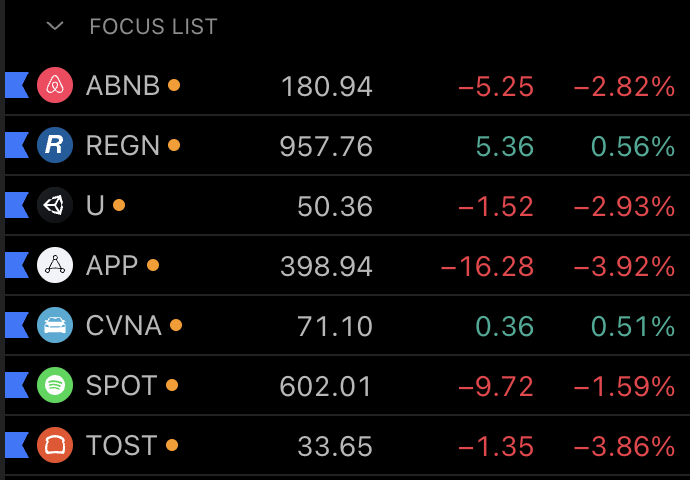 FOCUS LIST
ABNB 180.94 −5.25 −2.82%
R REGN 957.76 5.36 0.56%
U 50.36 −1.52 −2.93%
APP 398.94 −16.28 −3.92%
CVNA 71.10 0.36 0.51%
SPOT 602.01 −9.72 −1.59%
TOST 33.65 −1.35 −3.86%